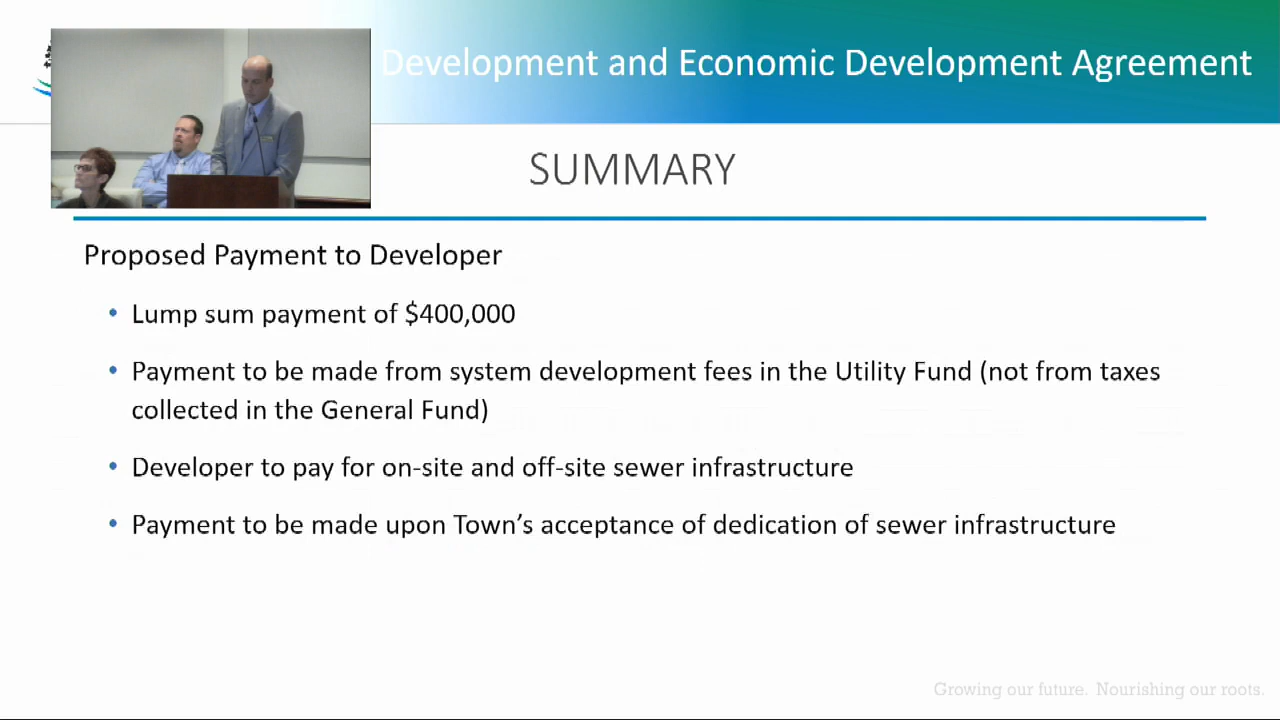 Development and Economic Development Agreement
SUMMARY
Proposed Payment to Developer
• Lump sum payment of $400,000
• Payment to be made from system development fees in the Utility Fund (not from taxes
collected in the General Fund)
• Developer to pay for on-site and off-site sewer infrastructure
• Payment to be made upon Town's acceptance of dedication of sewer infrastructure
Growing our future. Nourishing our roots.